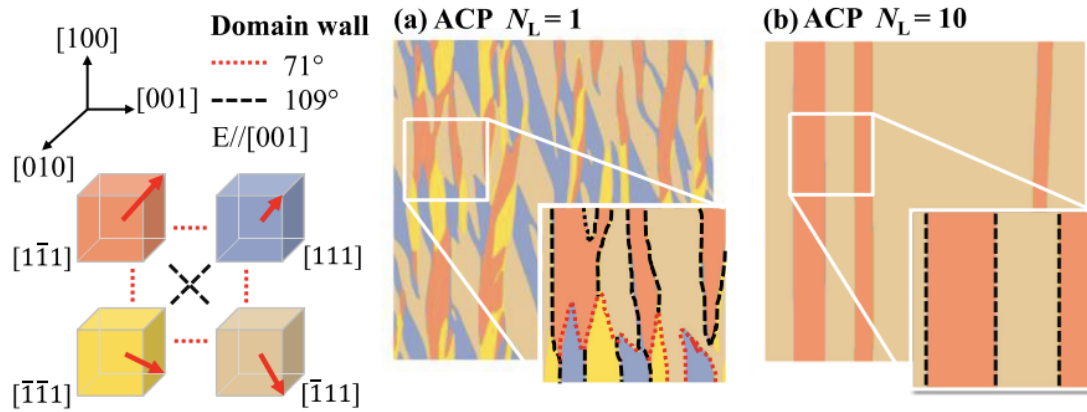 [100]
[001]
[010]
Domain wall
71°
109°
E//[001]
[11̅1]
[111]
[1̅1̅1]
[1̅11]
(a) ACP N_L = 1
(b) ACP N_L = 10